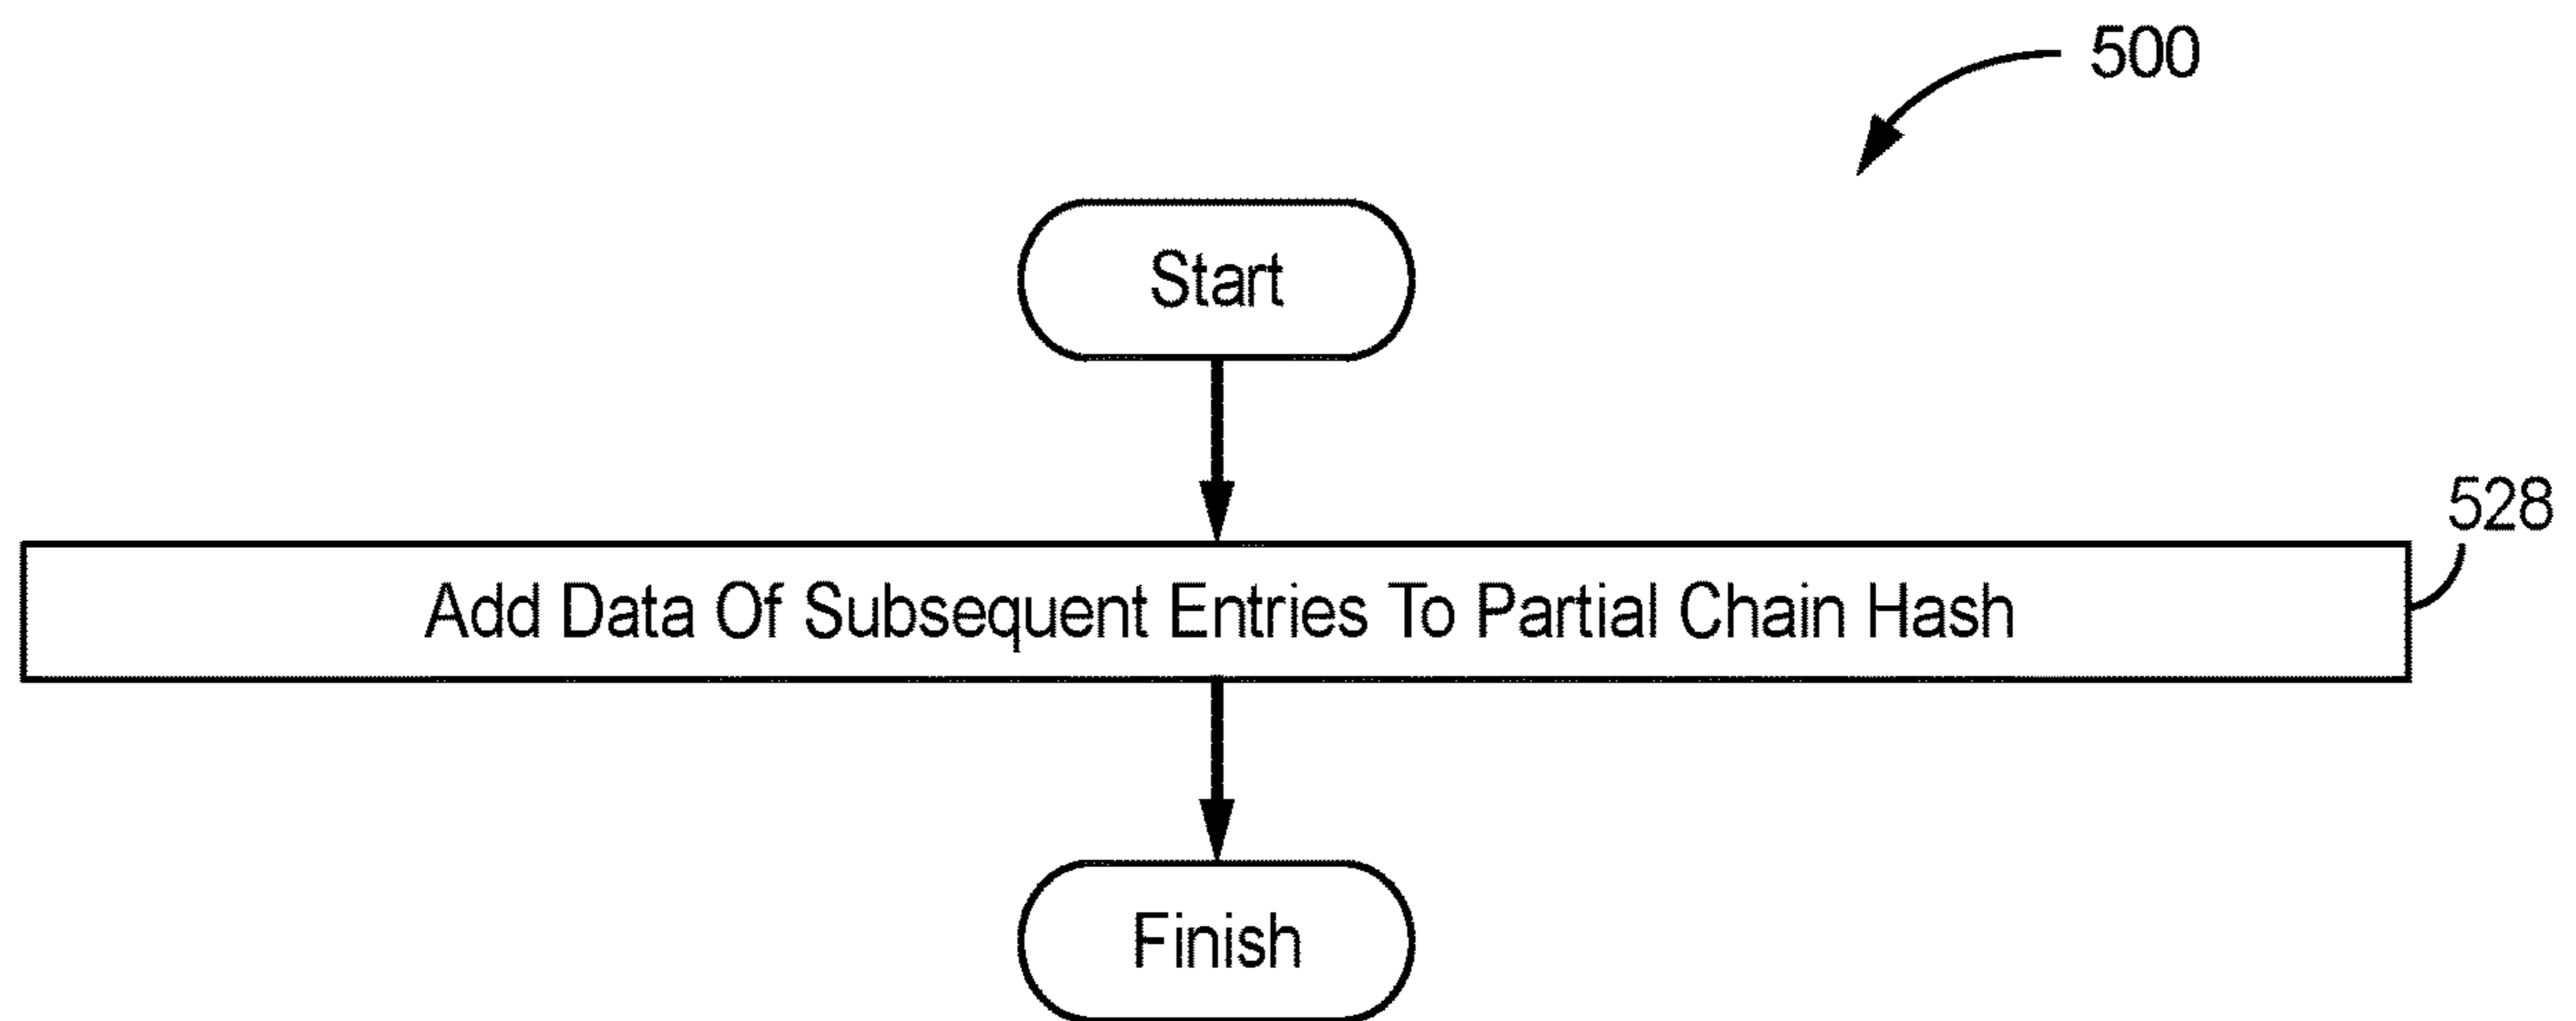 500
Start
528
Add Data Of Subsequent Entries To Partial Chain Hash
Finish